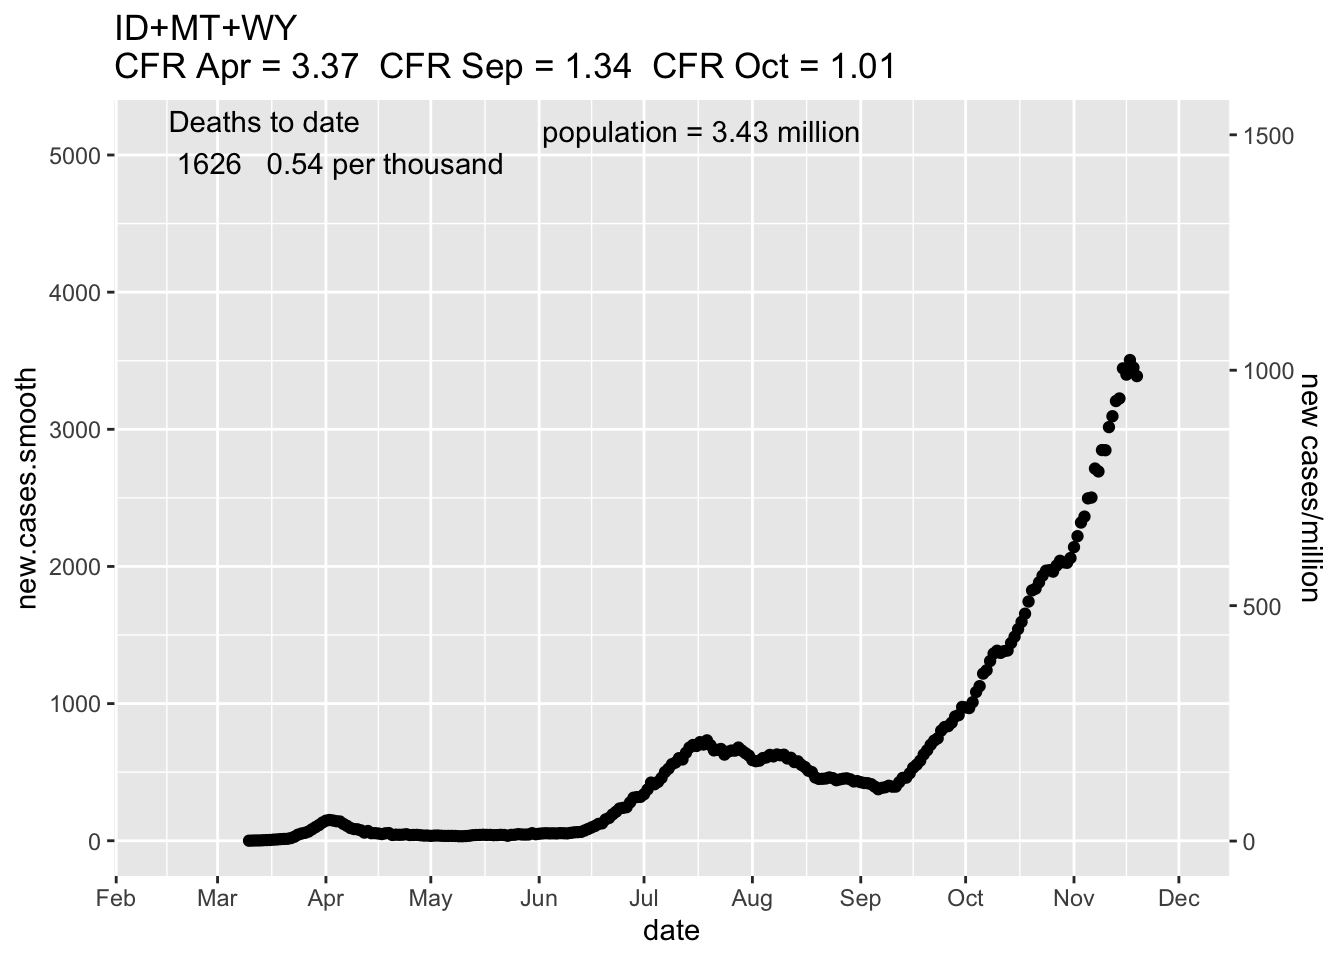 ID+MT+WY
CFR Apr = 3.37  CFR Sep = 1.34  CFR Oct = 1.01
Deaths to date
population = 3.43 million
1626   0.54 per thousand
5000
4000
3000
2000
1000
0
new.cases.smooth
1500
1000
500
0
new cases/million
Feb Mar Apr May Jun Jul Aug Sep Oct Nov Dec
date